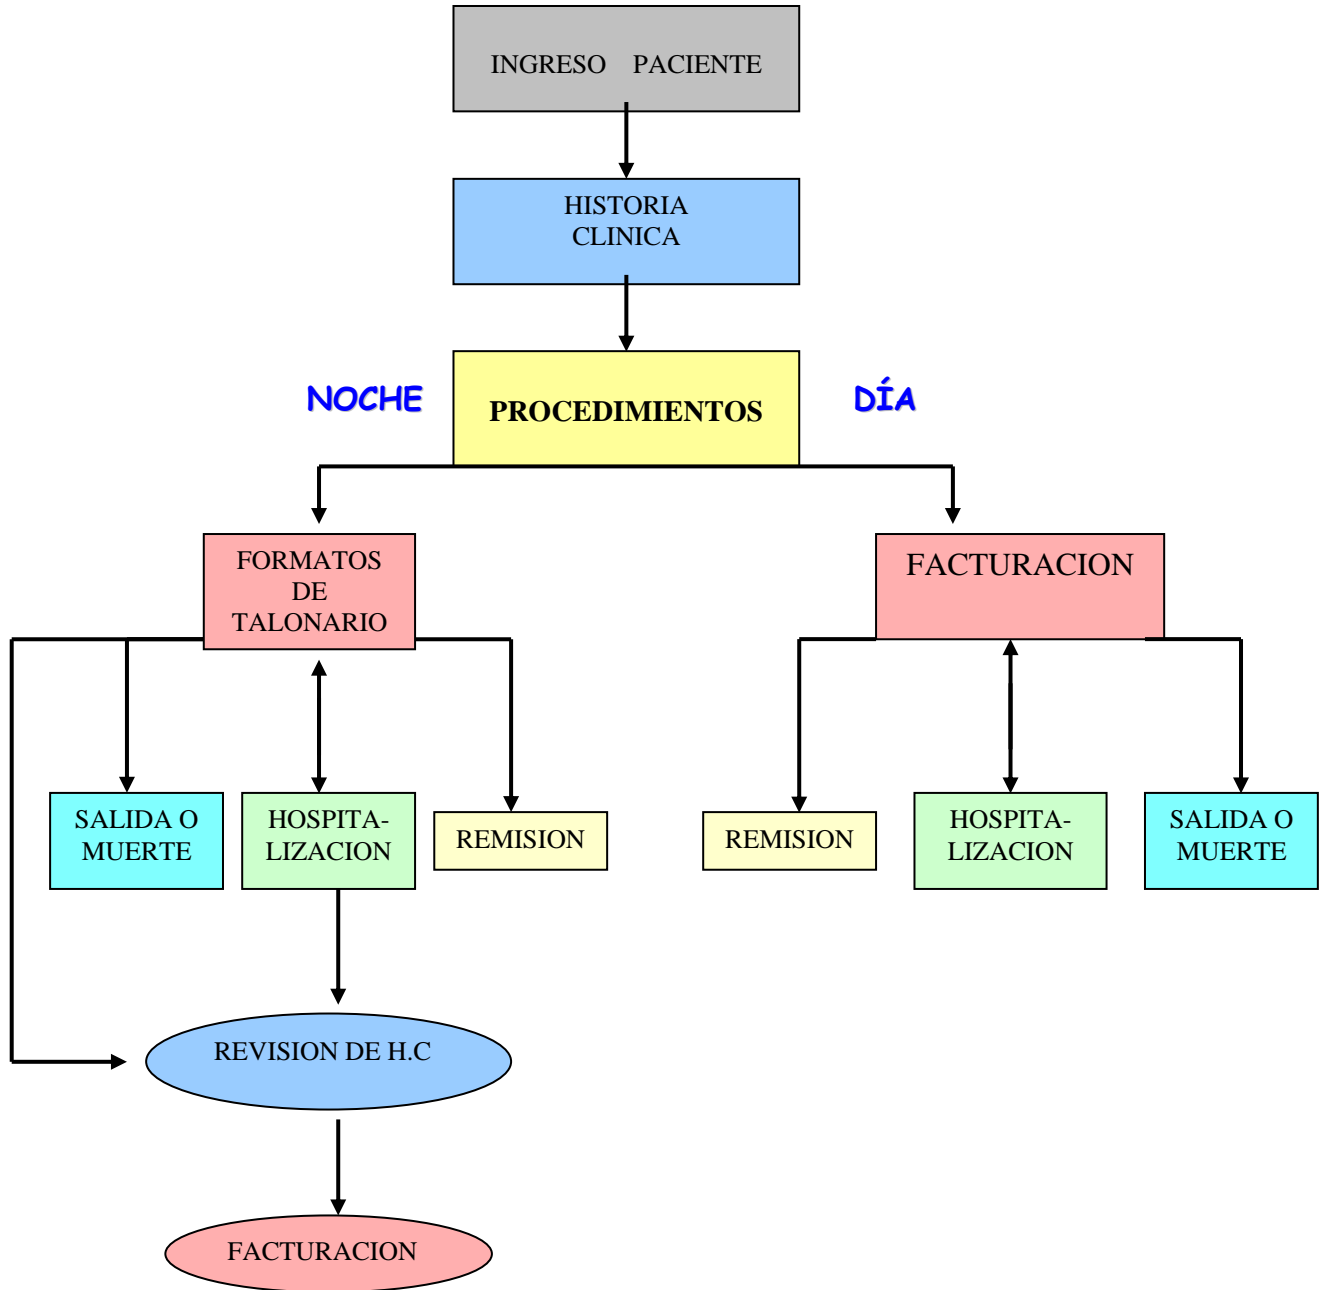 INGRESO PACIENTE
HISTORIA
CLINICA
NOCHE
PROCEDIMIENTOS
DÍA
FORMATOS
DE
TALONARIO
FACTURACION
SALIDA O
MUERTE
HOSPITA-
LIZACION
REMISION
REMISION
HOSPITA-
LIZACION
SALIDA O
MUERTE
REVISION DE H.C
FACTURACION